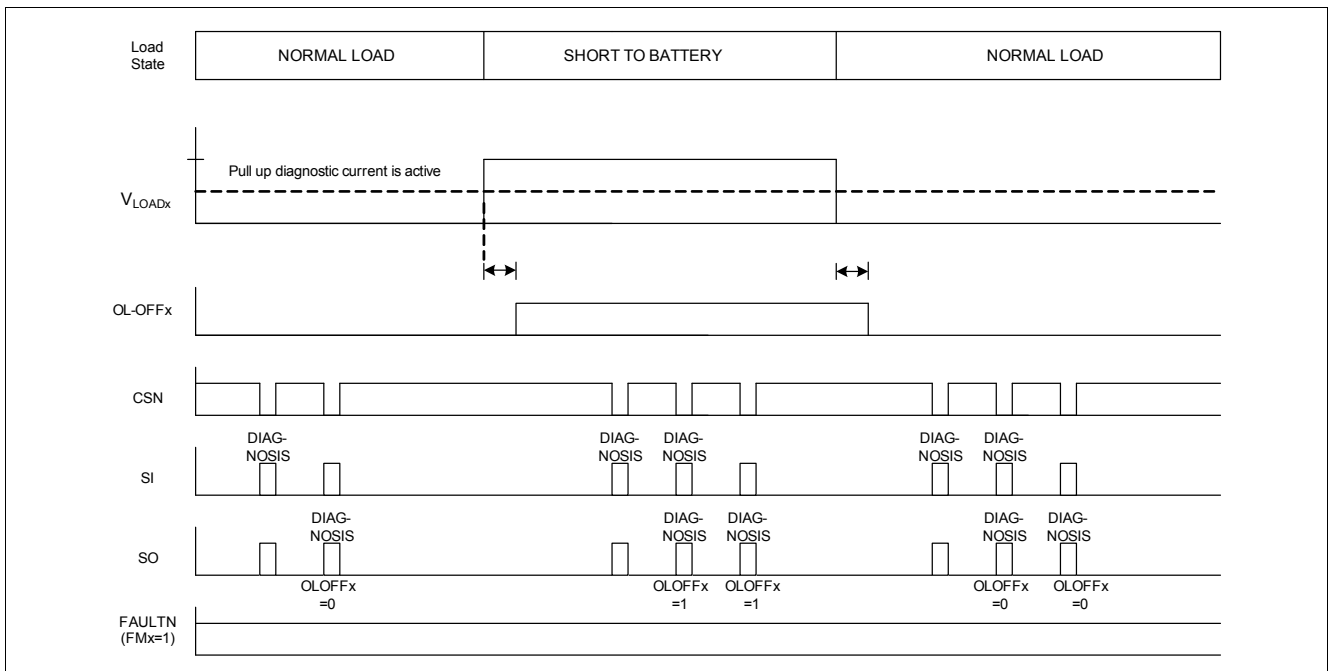 Load
State
NORMAL LOAD
SHORT TO BATTERY
NORMAL LOAD
Pull up diagnostic current is active
VLOADx
OL-OFFx
CSN
DIAG-
NOSIS
DIAG-
NOSIS
DIAG-
NOSIS
DIAG-
NOSIS
DIAG-
NOSIS
SI
DIAG-
NOSIS
DIAG-
NOSIS
DIAG-
NOSIS
DIAG-
NOSIS
DIAG-
NOSIS
SO
OLOFFx
=0
OLOFFx
=1
OLOFFx
=1
OLOFFx
=0
OLOFFx
=0
FAULTN
(FMx=1)